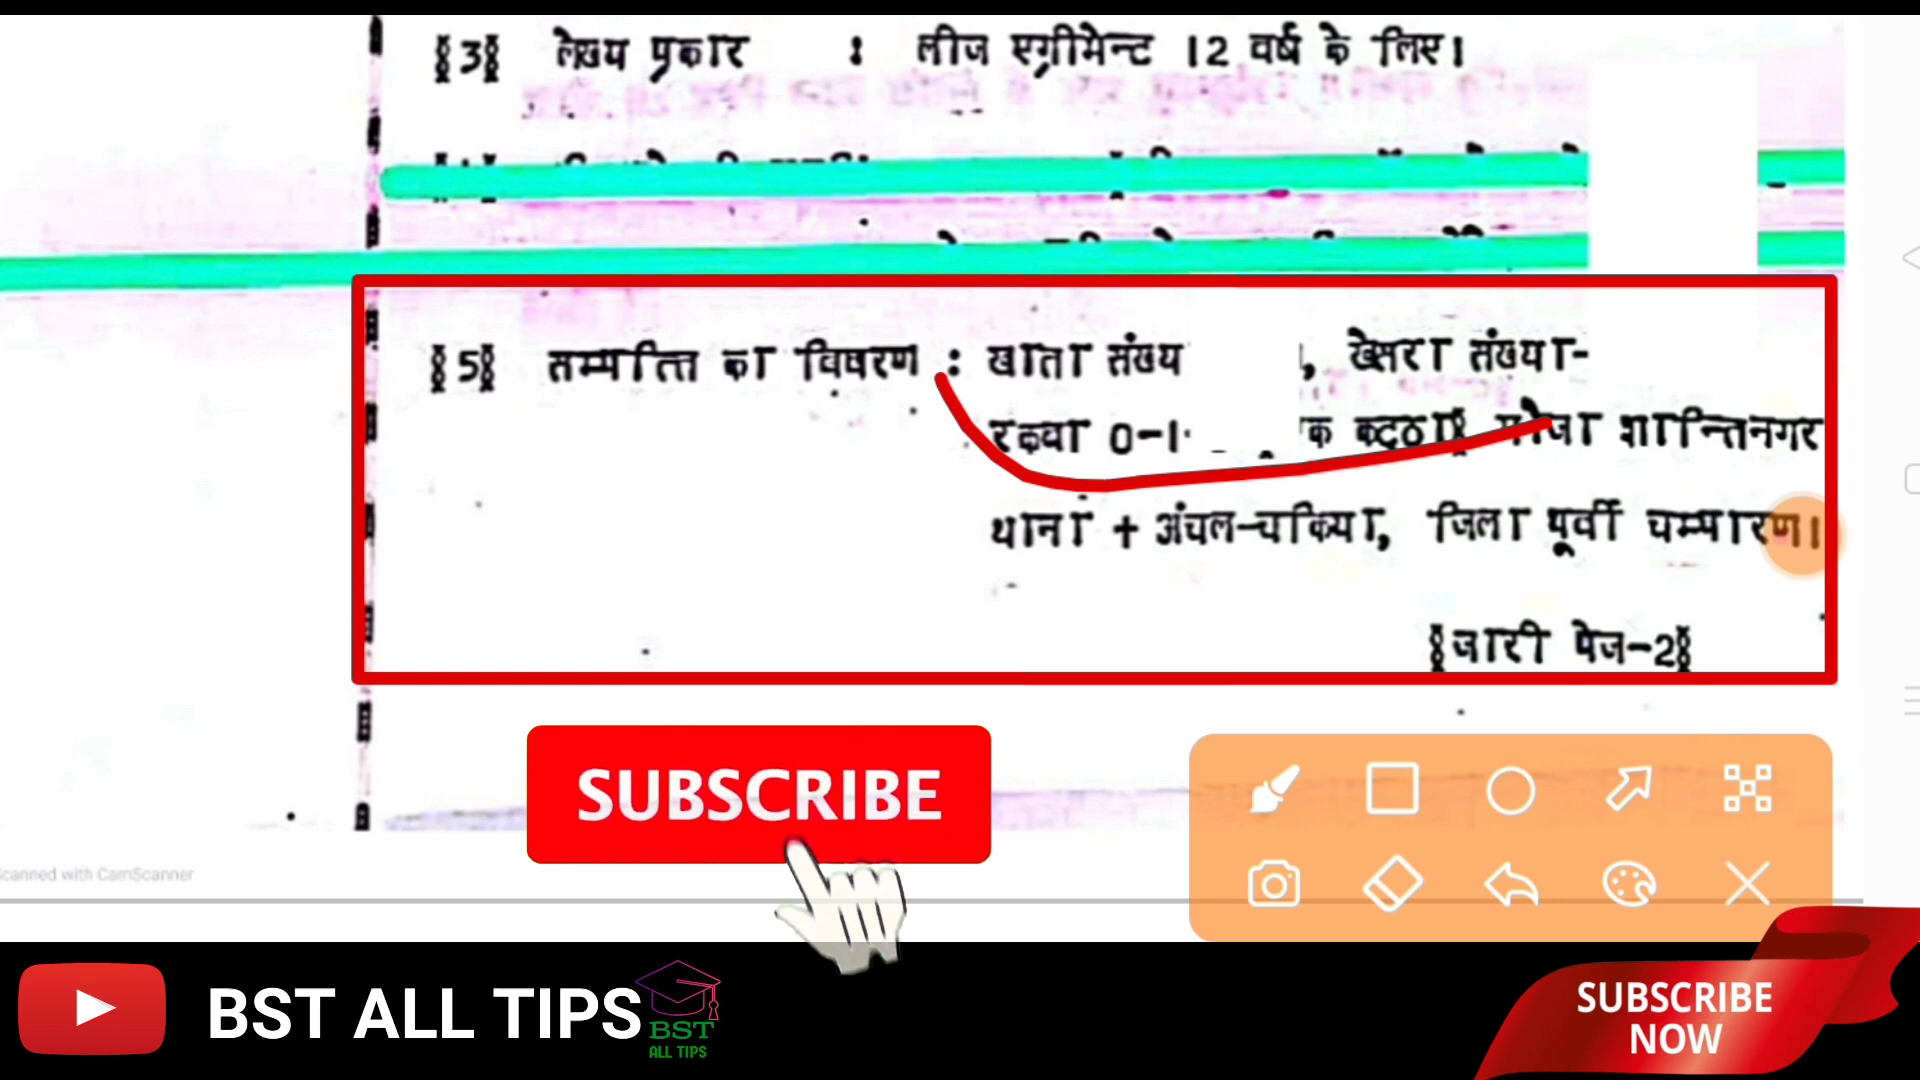 §3§ लेख्य प्रकार : लीज एग्रीमेन्ट 12 वर्ष के लिए।
§5§ सम्पत्ति का विवरण : खाता संख्य , खेसरा संख्या-
रकवा 0-1 क कट्ठा§ मौजा शान्तिनगर
थाना + अंचल-चकिया, जिला पूर्वी चम्पारण।
§जारी पेज-2§
SUBSCRIBE
Scanned with CamScanner
BST ALL TIPS
BST
ALL TIPS
SUBSCRIBE
NOW